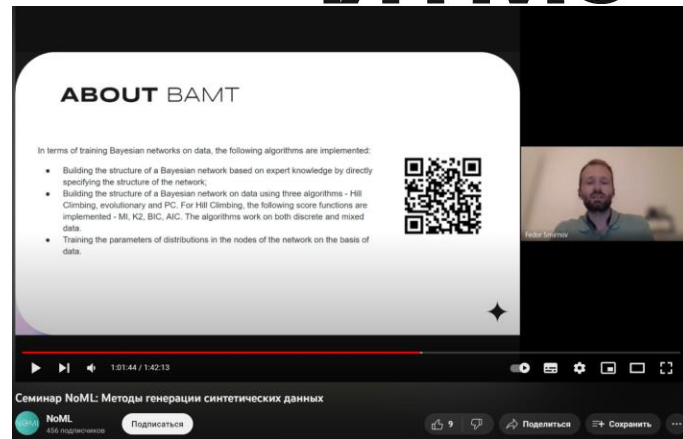 ABOUT BAMT
In terms of training Bayesian networks on data, the following algorithms are implemented:
● Building the structure of a Bayesian network based on expert knowledge by directly
specifying the structure of the network;
● Building the structure of a Bayesian network on data using three algorithms - Hill
Climbing, evolutionary and PC. For Hill Climbing, the following score functions are
implemented - MI, K2, BIC, AIC. The algorithms work on both discrete and mixed
data.
● Training the parameters of distributions in the nodes of the network on the basis of
data.
Fedor Smirnov
1:01:44 / 1:42:13
Семинар NoML: Методы генерации синтетических данных
NoML
456 подписчиков
Подписаться
9
Поделиться
Сохранить